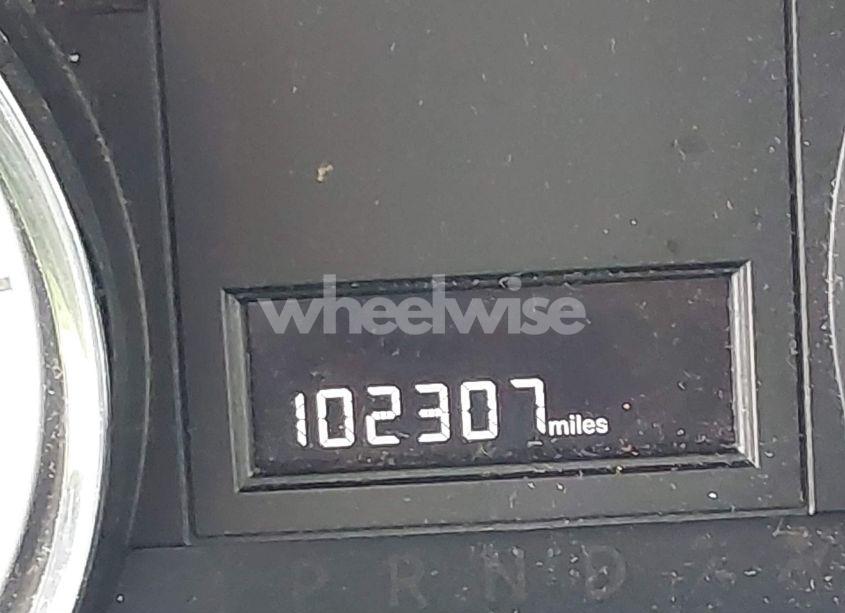 wheelwise
102307 miles
P R N D